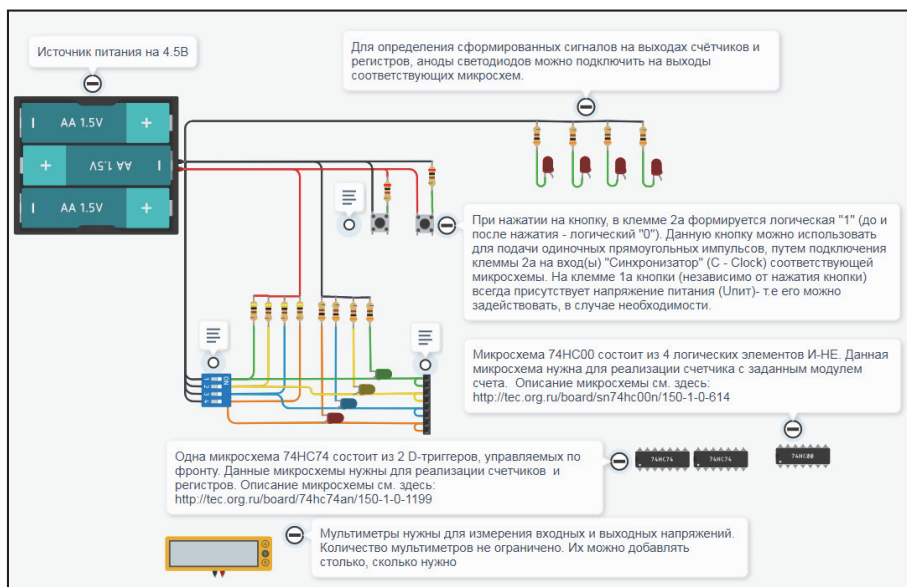 Источник питания на 4.5В
Для определения сформированных сигналов на выходах счётчиков и
регистров, аноды светодиодов можно подключить на выходы
соответствующих микросхем.
AA 1.5V
AA 1.5V
AA 1.5V
При нажатии на кнопку, в клемме 2а формируется логическая "1" (до и
после нажатия - логический "0"). Данную кнопку можно использовать
для подачи одиночных прямоугольных импульсов, путем подключения
клеммы 2а на вход(ы) "Синхронизатор" (C - Clock) соответствующей
микросхемы. На клемме 1а кнопки (независимо от нажатия кнопки)
всегда присутствует напряжение питания (Uпит)- т.е его можно
задействовать, в случае необходимости.
ON
1
2
3
4
Микросхема 74HC00 состоит из 4 логических элементов И-НЕ. Данная
микросхема нужна для реализации счетчика с заданным модулем
счета. Описание микросхемы см. здесь:
http://tec.org.ru/board/sn74hc00n/150-1-0-614
Одна микросхема 74HC74 состоит из 2 D-триггеров, управляемых по
фронту. Данные микросхемы нужны для реализации счетчиков и
регистров. Описание микросхемы см. здесь:
http://tec.org.ru/board/74hc74an/150-1-0-1199
74HC74
74HC74
74HC00
Мультиметры нужны для измерения входных и выходных напряжений.
Количество мультиметров не ограничено. Их можно добавлять
столько, сколько нужно